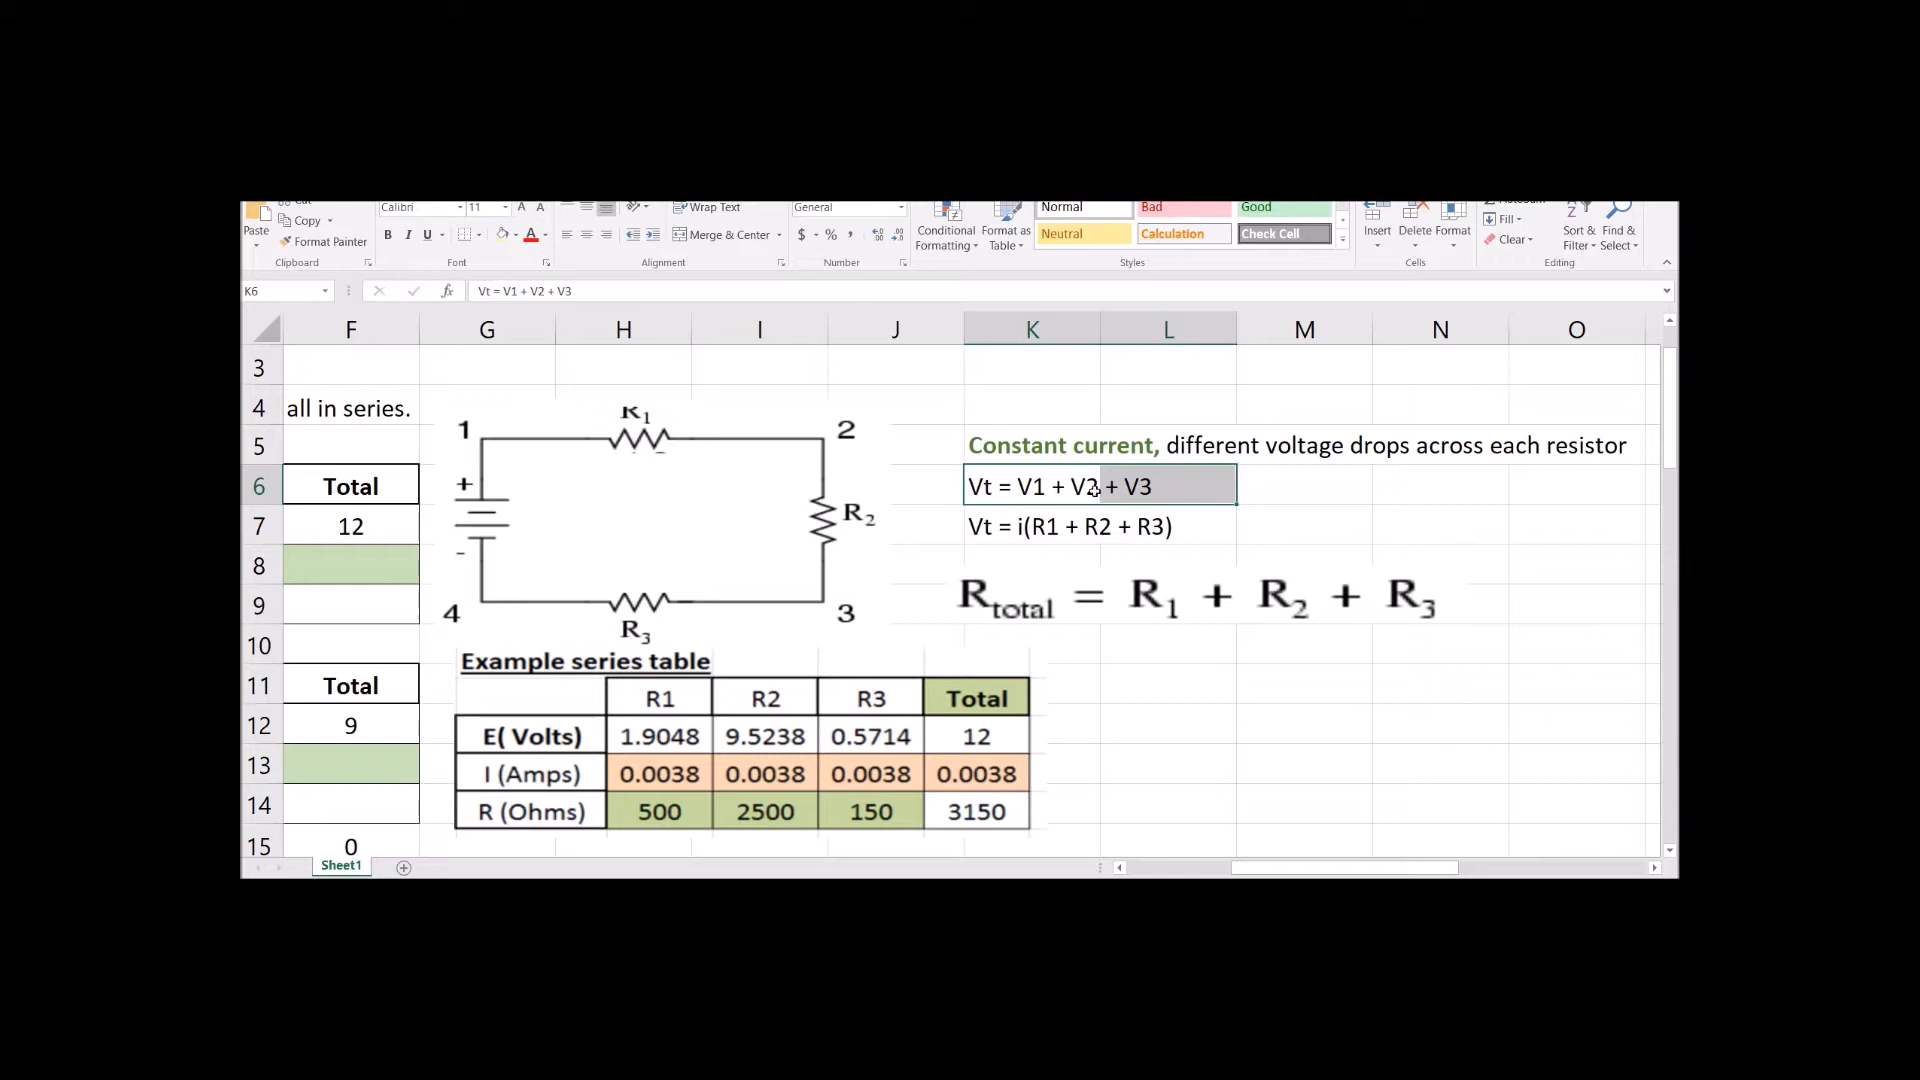 Cut
Copy
Format Painter
Paste
Clipboard
Calibri 11 A A
B I U A
Font
Wrap Text
Merge & Center
Alignment
General
$ % ,
Number
Conditional Formatting
Format as Table
Normal Bad Good
Neutral Calculation Check Cell
Styles
Insert Delete Format
Cells
AutoSum
Fill
Clear
Sort & Filter
Find & Select
Editing
K6 fx Vt = V1 + V2 + V3
F G H I J K L M N O
3
4 all in series.
5 Constant current, different voltage drops across each resistor
6 Total Vt = V1 + V2 + V3
7 12 Vt = i(R1 + R2 + R3)
8
9
10
11 Total
12 9
13
14
15 0
R1
1 2
+
R2
-
4 3
R3
Rtotal = R1 + R2 + R3
Example series table
R1 R2 R3 Total
E( Volts) 1.9048 9.5238 0.5714 12
I (Amps) 0.0038 0.0038 0.0038 0.0038
R (Ohms) 500 2500 150 3150
Sheet1